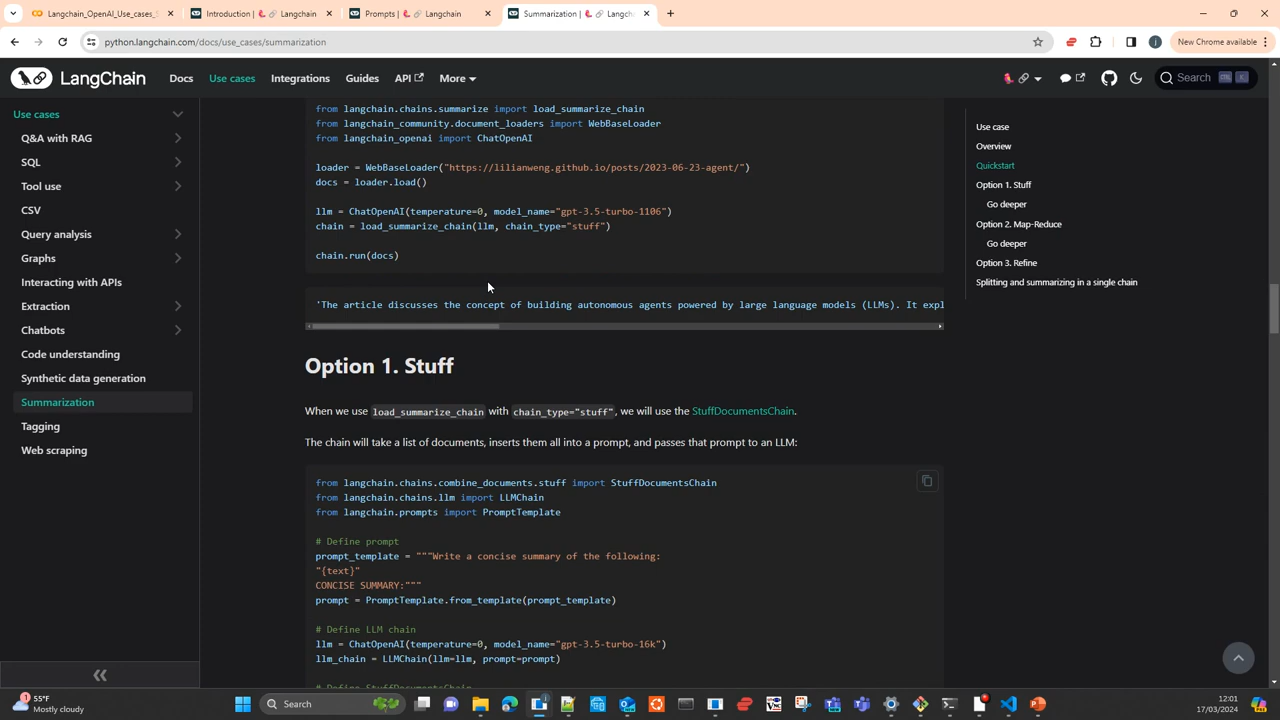 Langchain_OpenAI_Use_cases_
Introduction | 🦜️🔗 Langchain
Prompts | 🦜️🔗 Langchain
Summarization | 🦜️🔗 Langchain
python.langchain.com/docs/use_cases/summarization
New Chrome available
LangChain
Docs
Use cases
Integrations
Guides
API
More
Search
Use cases
Q&A with RAG
SQL
Tool use
CSV
Query analysis
Graphs
Interacting with APIs
Extraction
Chatbots
Code understanding
Synthetic data generation
Summarization
Tagging
Web scraping
from langchain.chains.summarize import load_summarize_chain
from langchain_community.document_loaders import WebBaseLoader
from langchain_openai import ChatOpenAI
loader = WebBaseLoader("https://lilianweng.github.io/posts/2023-06-23-agent/")
docs = loader.load()
llm = ChatOpenAI(temperature=0, model_name="gpt-3.5-turbo-1106")
chain = load_summarize_chain(llm, chain_type="stuff")
chain.run(docs)
'The article discusses the concept of building autonomous agents powered by large language models (LLMs). It expl
Option 1. Stuff
When we use load_summarize_chain with chain_type="stuff", we will use the StuffDocumentsChain.
The chain will take a list of documents, inserts them all into a prompt, and passes that prompt to an LLM:
from langchain.chains.combine_documents.stuff import StuffDocumentsChain
from langchain.chains.llm import LLMChain
from langchain.prompts import PromptTemplate
# Define prompt
prompt_template = """Write a concise summary of the following:
"{text}"
CONCISE SUMMARY:"""
prompt = PromptTemplate.from_template(prompt_template)
# Define LLM chain
llm = ChatOpenAI(temperature=0, model_name="gpt-3.5-turbo-16k")
llm_chain = LLMChain(llm=llm, prompt=prompt)
# Define StuffDocumentsChain
Use case
Overview
Quickstart
Option 1. Stuff
Go deeper
Option 2. Map-Reduce
Go deeper
Option 3. Refine
Splitting and summarizing in a single chain
55°F
Mostly cloudy
Search
12:01
17/03/2024